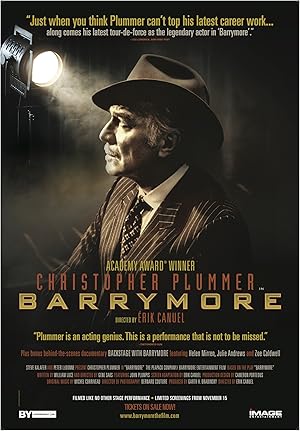 "Just when you think Plummer can't top his latest career work...
along comes his latest tour-de-force as the legendary actor in 'Barrymore'."
ACADEMY AWARD® WINNER
CHRISTOPHER PLUMMER
IN
BARRYMORE
DIRECTED BY ÉRIK CANUEL
"Plummer is an acting genius. This is a performance that is not to be missed."
Plus bonus behind-the-scenes documentary BACKSTAGE WITH BARRYMORE featuring Helen Mirren, Julie Andrews and Zoe Caldwell
FILMED LIKE NO OTHER STAGE PERFORMANCE • LIMITED SCREENINGS FROM NOVEMBER 15
TICKETS ON SALE NOW!
www.barrymorethefilm.com
BY
IMAGE